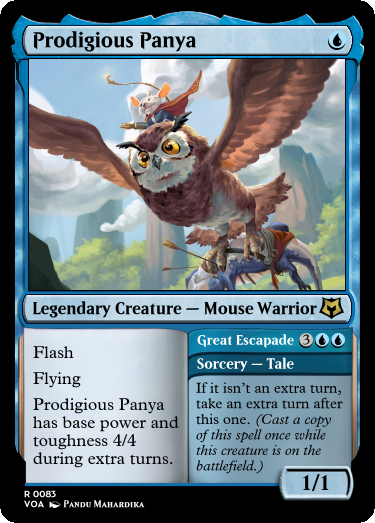 Prodigious Panya
Legendary Creature — Mouse Warrior
Flash
Flying
Prodigious Panya
has base power and
toughness 4/4
during extra turns.
Great Escapade 3
Sorcery — Tale
If it isn't an extra turn,
take an extra turn after
this one. (Cast a copy
of this spell once while
this creature is on the
battlefield.)
1/1
R 0083
VOA Pandu Mahardika